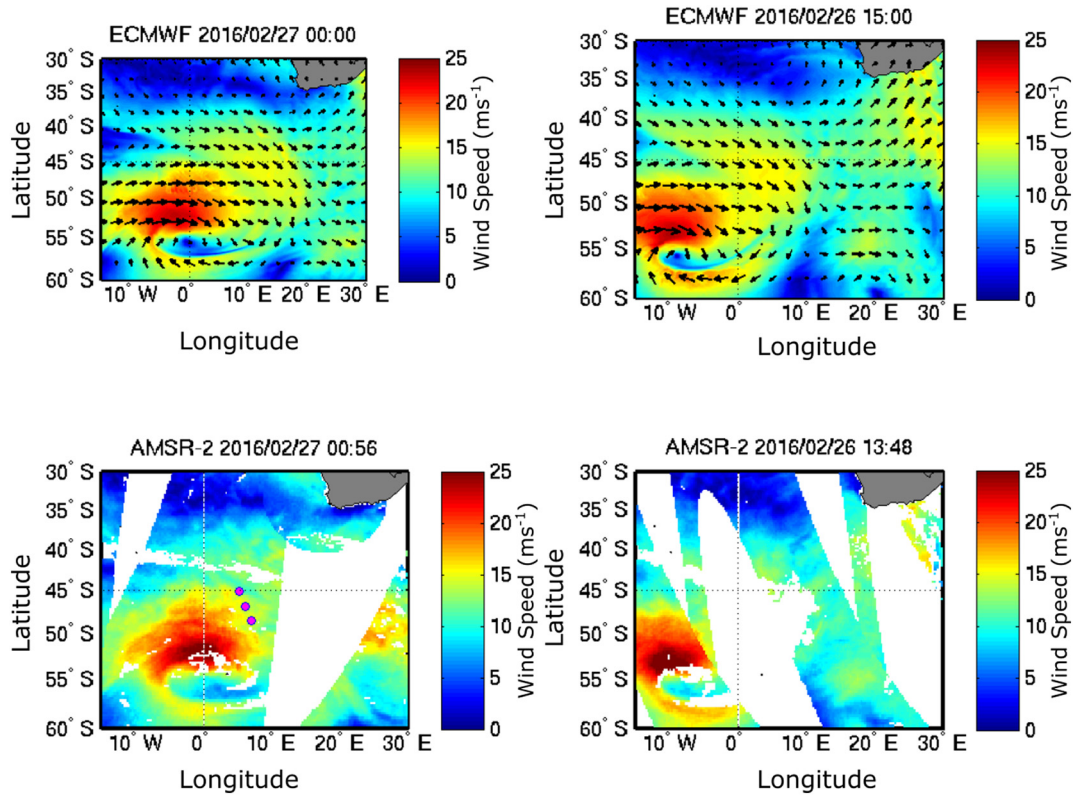 ECMWF 2016/02/27 00:00
30° S
35° S
40° S
45° S
50° S
55° S
60° S
Latitude
10° W 0° 10° E 20° E 30° E
Longitude
25
20
15
10
5
0
Wind Speed (ms⁻¹)
ECMWF 2016/02/26 15:00
30° S
35° S
40° S
45° S
50° S
55° S
60° S
Latitude
10° W 0° 10° E 20° E 30° E
Longitude
25
20
15
10
5
0
Wind Speed (ms⁻¹)
AMSR-2 2016/02/27 00:56
30° S
35° S
40° S
45° S
50° S
55° S
60° S
Latitude
10° W 0° 10° E 20° E 30° E
Longitude
25
20
15
10
5
0
Wind Speed (ms⁻¹)
AMSR-2 2016/02/26 13:48
30° S
35° S
40° S
45° S
50° S
55° S
60° S
Latitude
10° W 0° 10° E 20° E 30° E
Longitude
25
20
15
10
5
0
Wind Speed (ms⁻¹)